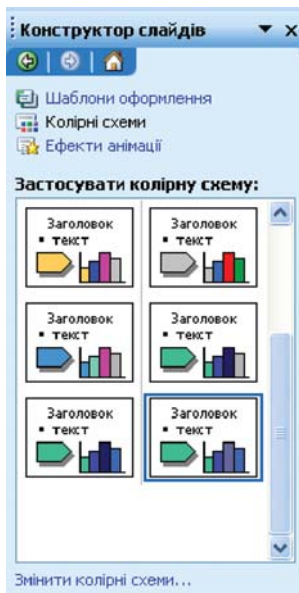 Конструктор слайдів
Шаблони оформлення
Колірні схеми
Ефекти анімації
Застосувати колірну схему:
Заголовок
▪ текст
Заголовок
▪ текст
Заголовок
▪ текст
Заголовок
▪ текст
Заголовок
▪ текст
Заголовок
▪ текст
Змінити колірні схеми...